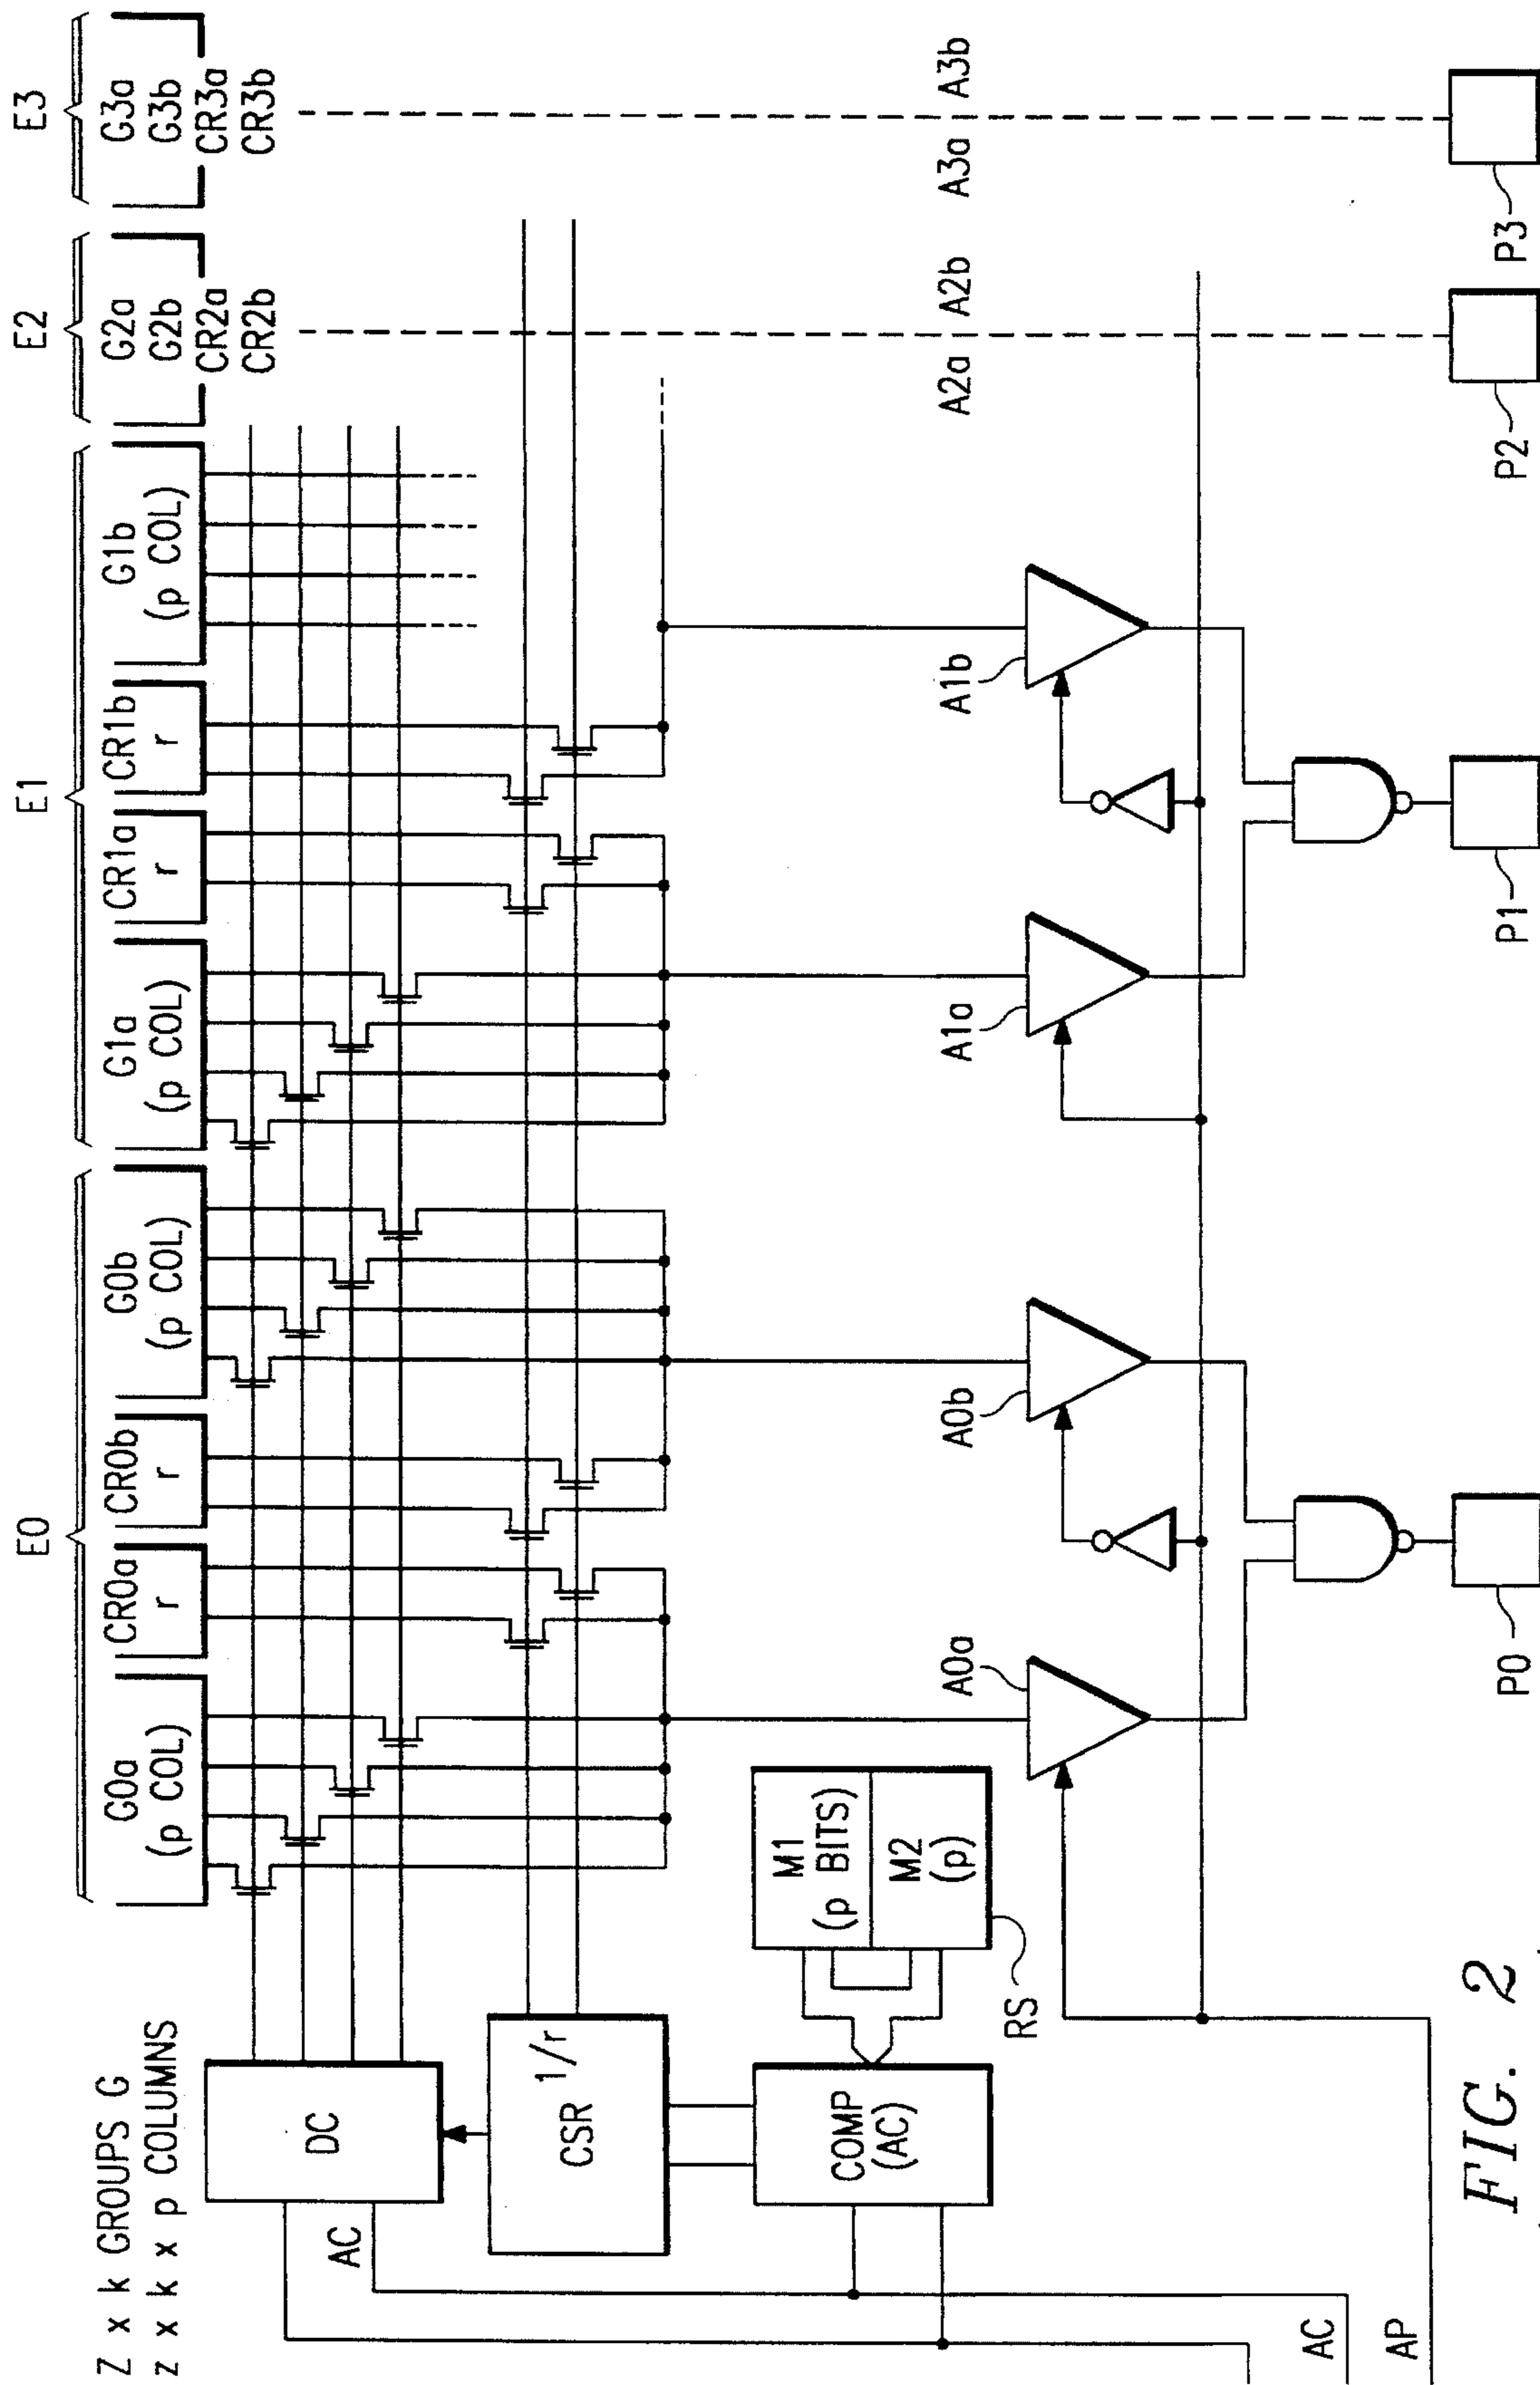 Z x k GROUPS G
z x k x p COLUMNS
E0
E1
E2
E3
G0a
(p COL)
CR0a
r
CR0b
r
G0b
(p COL)
G1a
(p COL)
CR1a
r
CR1b
r
G1b
(p COL)
G2a
G2b
CR2a
CR2b
G3a
G3b
CR3a
CR3b
DC
AC
CSR 1/r
COMP
(AC)
M1
(p BITS)
M2
(p)
RS
A0a
A0b
A1a
A1b
A2a
A2b
A3a
A3b
AC
AP
P0
P1
P2
P3
FIG. 2